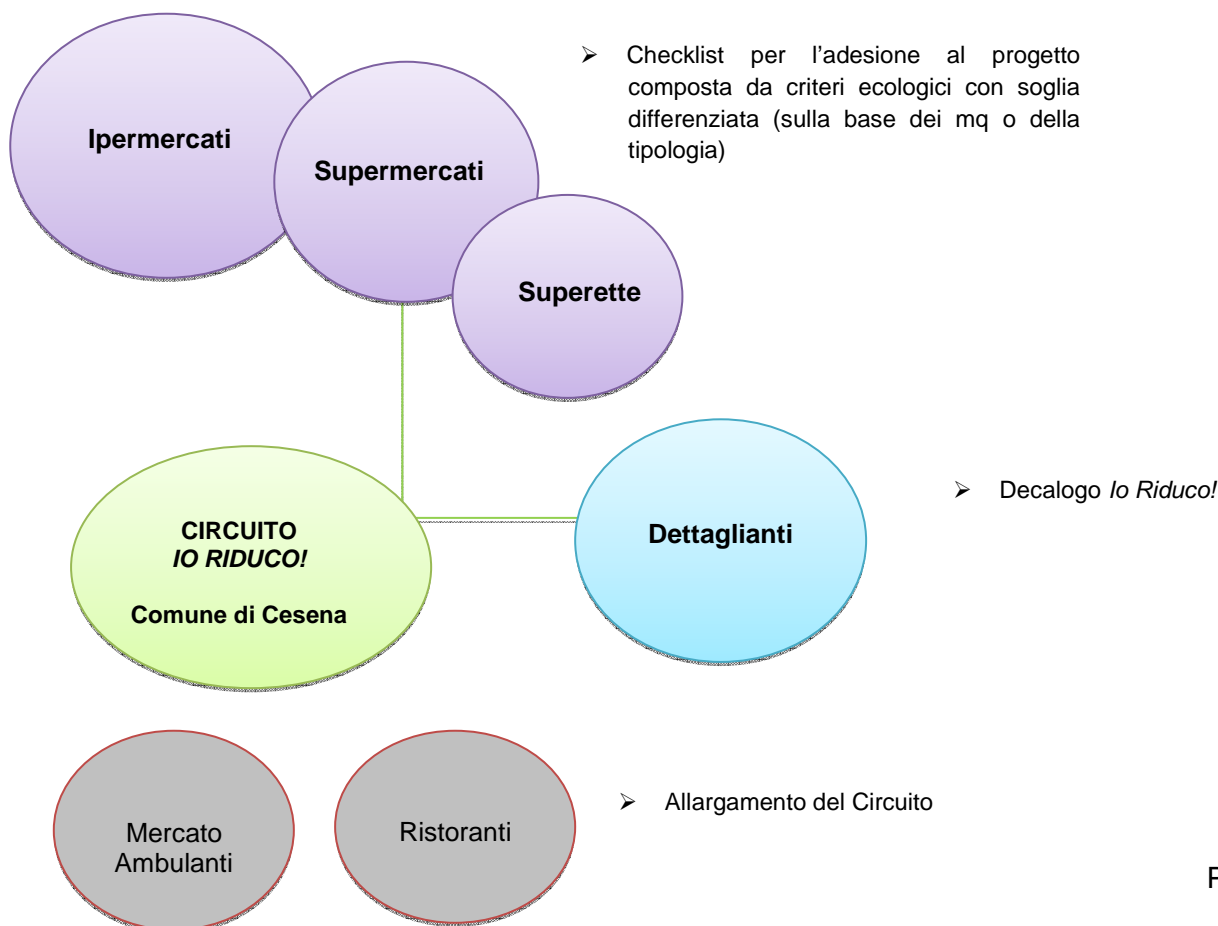 ➢ Checklist per l'adesione al progetto
composta da criteri ecologici con soglia
differenziata (sulla base dei mq o della
tipologia)
Ipermercati
Supermercati
Superette
CIRCUITO
IO RIDUCO!
Comune di Cesena
Dettaglianti
➢ Decalogo Io Riduco!
Mercato
Ambulanti
Ristoranti
➢ Allargamento del Circuito